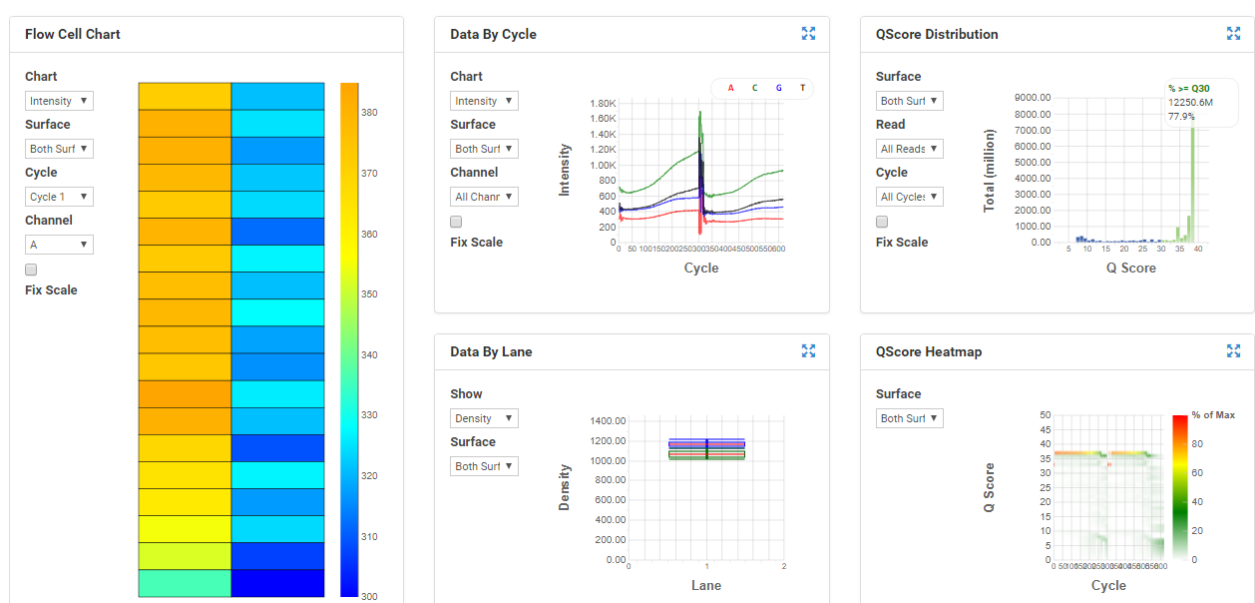 Flow Cell Chart
Chart
Intensity
Surface
Both Surf
Cycle
Cycle 1
Channel
A
Fix Scale
380
370
360
350
340
330
320
310
300
Data By Cycle
Chart
Intensity
Surface
Both Surf
Channel
All Chann
Fix Scale
A C G T
Intensity
1.80K
1.60K
1.40K
1.20K
1.00K
800
600
400
200
0
0 50 100150200250300350400450500550600
Cycle
QScore Distribution
Surface
Both Surf
Read
All Reads
Cycle
All Cycles
Fix Scale
% >= Q30
12250.6M
77.9%
Total (million)
9000.00
8000.00
7000.00
6000.00
5000.00
4000.00
3000.00
2000.00
1000.00
0.00
5 10 15 20 25 30 35 40
Q Score
Data By Lane
Show
Density
Surface
Both Surf
Density
1400.00
1200.00
1000.00
800.00
600.00
400.00
200.00
0.00
0 1 2
Lane
QScore Heatmap
Surface
Both Surf
Q Score
50
45
40
35
30
25
20
15
10
5
0
% of Max
80
60
40
20
0
Cycle